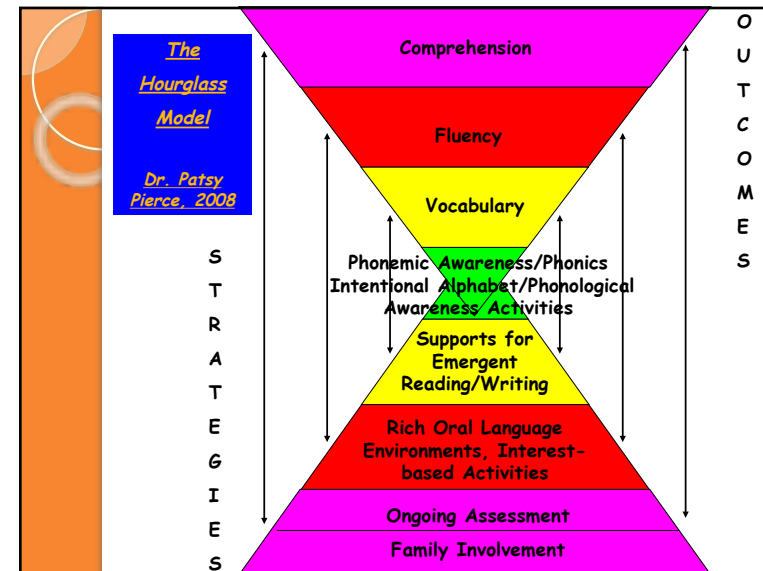 The
Hourglass
Model
Dr. Patsy
Pierce, 2008
O
U
T
C
O
M
E
S
Comprehension
Fluency
Vocabulary
Phonemic Awareness/Phonics
Intentional Alphabet/Phonological
Awareness Activities
Supports for
Emergent
Reading/Writing
Rich Oral Language
Environments, Interest-
based Activities
Ongoing Assessment
Family Involvement
S
T
R
A
T
E
G
I
E
S